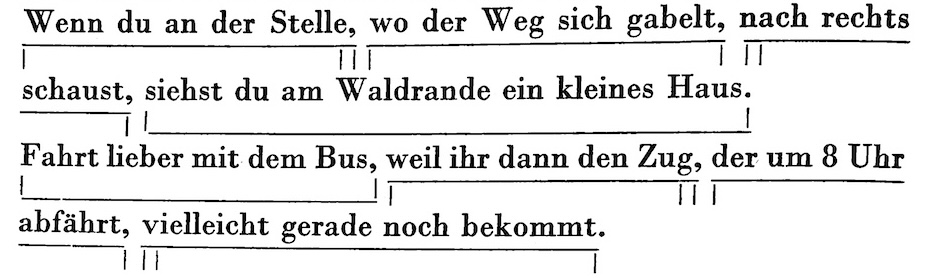 Wenn du an der Stelle, wo der Weg sich gabelt, nach rechts
schaust, siehst du am Waldrande ein kleines Haus.
Fahrt lieber mit dem Bus, weil ihr dann den Zug, der um 8 Uhr
abfährt, vielleicht gerade noch bekommt.